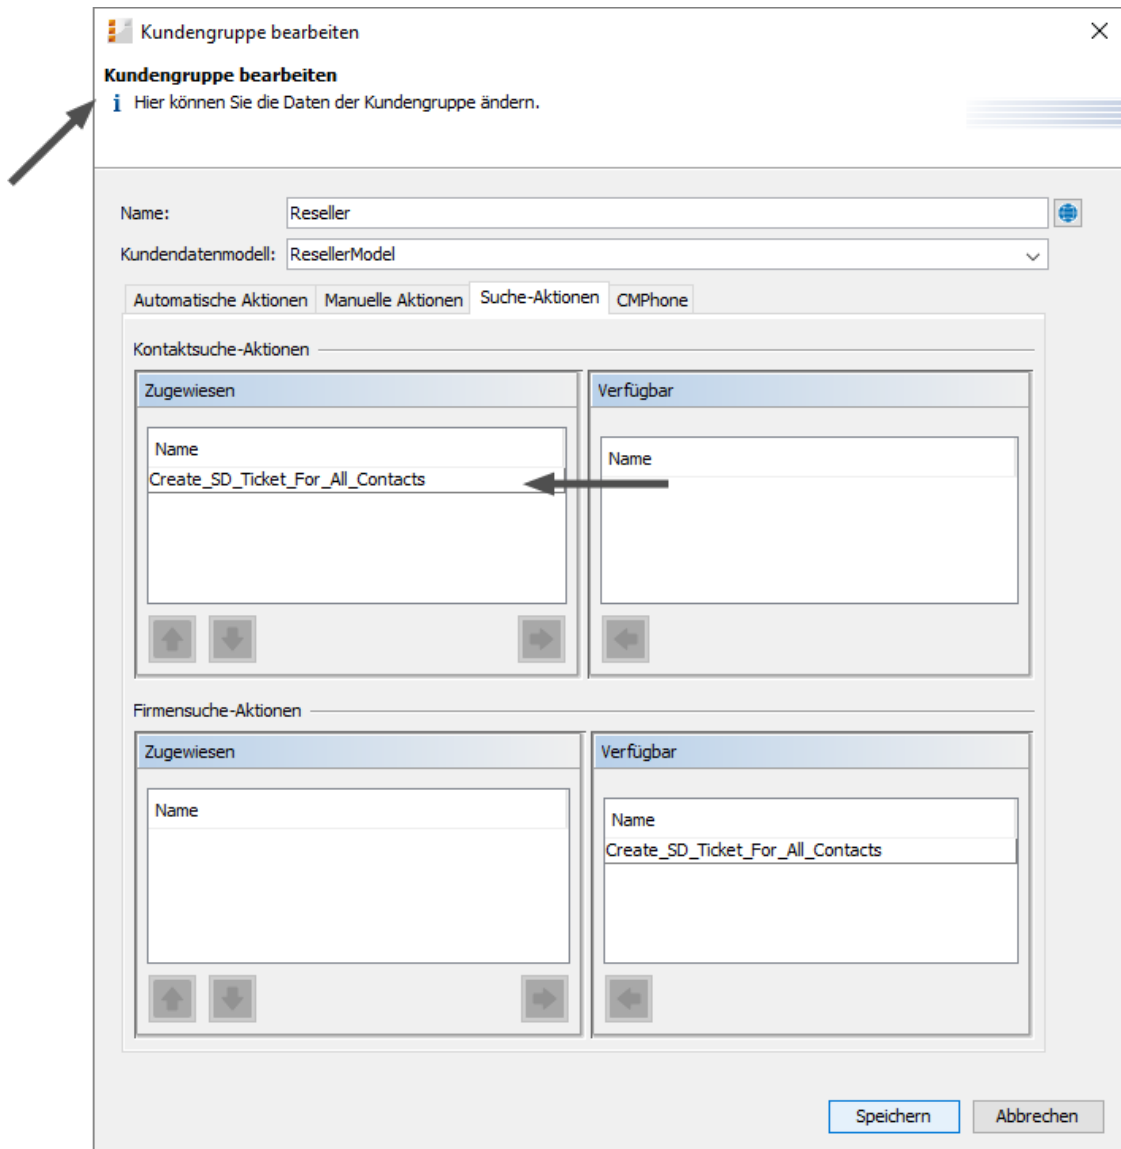 Kundengruppe bearbeiten
Kundengruppe bearbeiten
i Hier können Sie die Daten der Kundengruppe ändern.
Name: Reseller
Kundendatenmodell: ResellerModel
Automatische Aktionen Manuelle Aktionen Suche-Aktionen CMPhone
Kontaktsuche-Aktionen
Zugewiesen Verfügbar
Name Name
Create_SD_Ticket_For_All_Contacts
Firmensuche-Aktionen
Zugewiesen Verfügbar
Name Name
Create_SD_Ticket_For_All_Contacts
Speichern Abbrechen